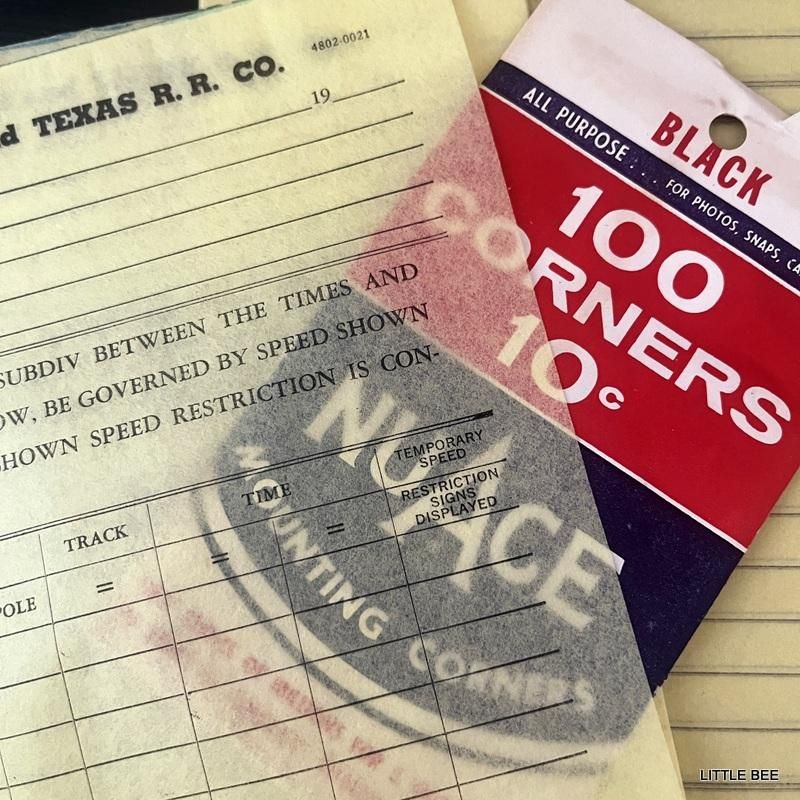 d TEXAS R. R. CO.
4802-0021
19
SUBDIV BETWEEN THE TIMES AND
OW, BE GOVERNED BY SPEED SHOWN
SHOWN SPEED RESTRICTION IS CON-
TEMPORARY
SPEED
RESTRICTION
SIGNS
DISPLAYED
TIME
TRACK
= = =
POLE
BLACK
ALL PURPOSE . . . FOR PHOTOS, SNAPS, CA
100
CORNERS
10c
NUACE
MOUNTING CORNERS
LITTLE BEE